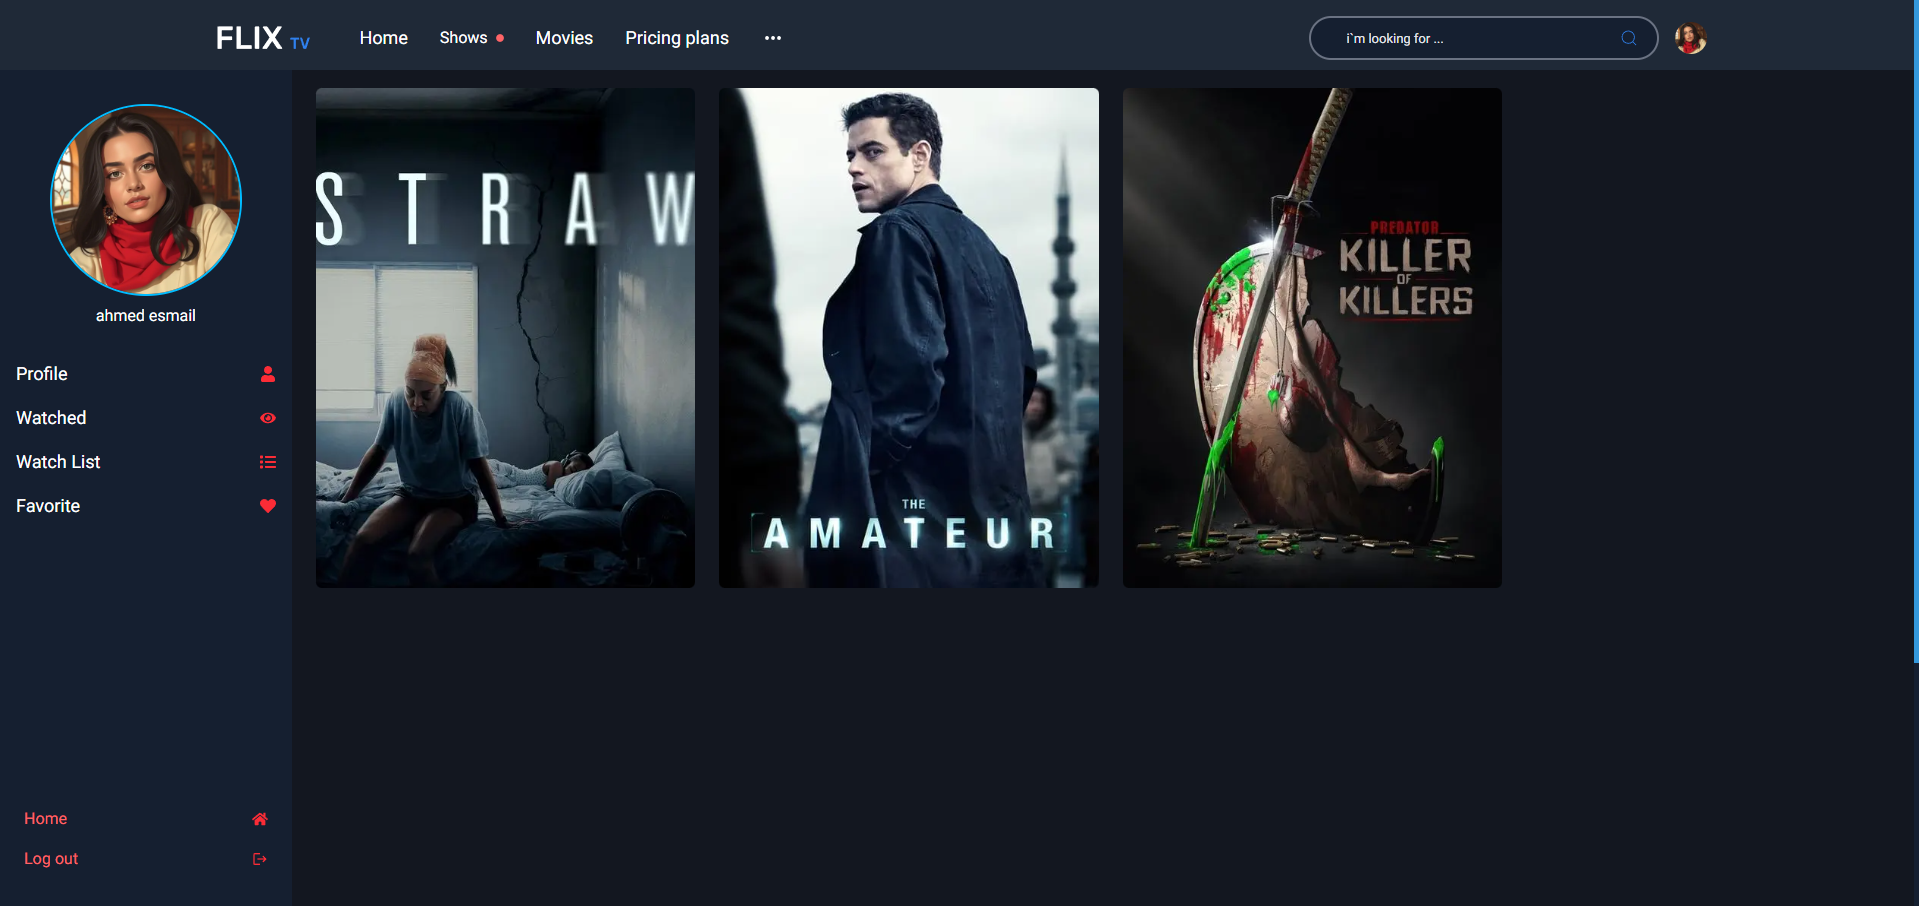 FLIX TV
Home
Shows
Movies
Pricing plans
i`m looking for ...
ahmed esmail
Profile
Watched
Watch List
Favorite
Home
Log out
STRAW
THE
AMATEUR
PREDATOR
KILLER
OF
KILLERS